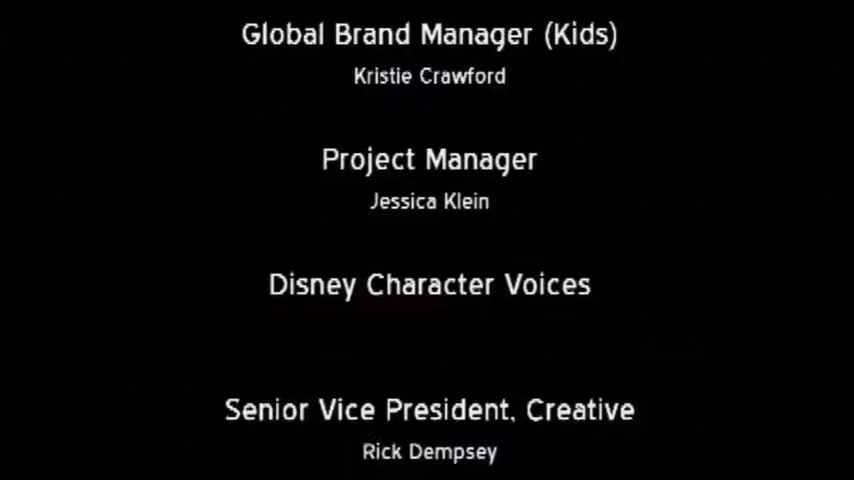 Global Brand Manager (Kids)
Kristie Crawford
Project Manager
Jessica Klein
Disney Character Voices
Senior Vice President, Creative
Rick Dempsey